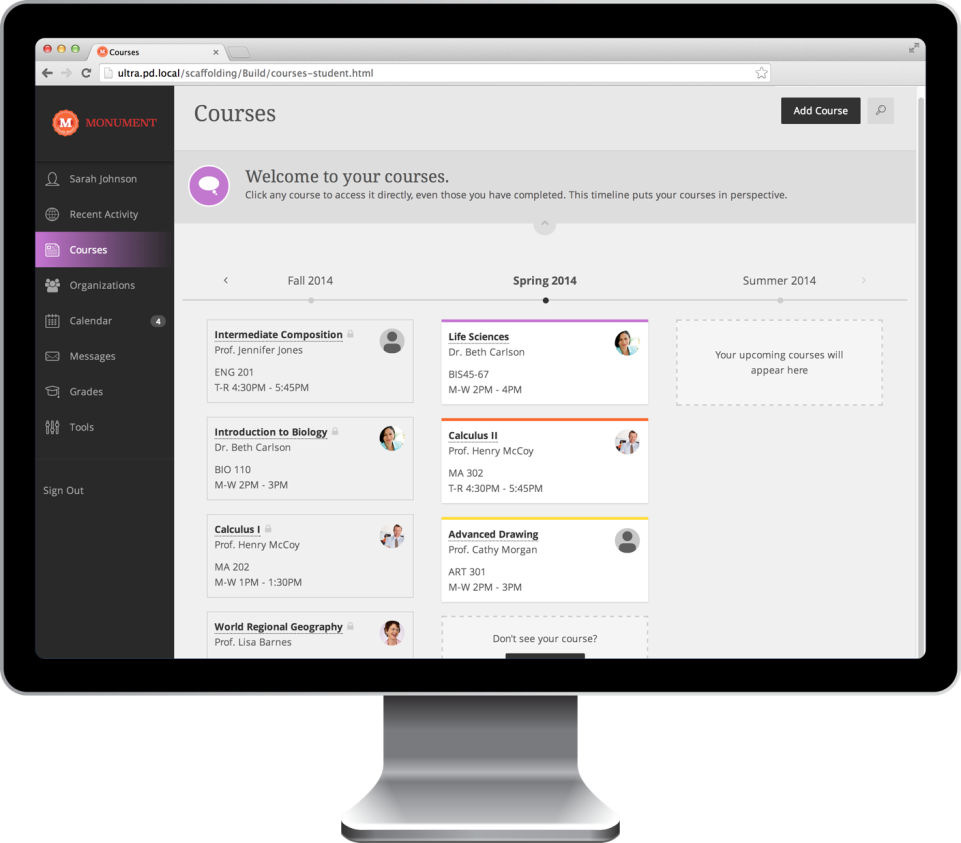 Courses
ultra.pd.local/scaffolding/Build/courses-student.html
M MONUMENT
Sarah Johnson
Recent Activity
Courses
Organizations
Calendar 4
Messages
Grades
Tools
Sign Out
Courses
Add Course
Welcome to your courses.
Click any course to access it directly, even those you have completed. This timeline puts your courses in perspective.
Fall 2014
Spring 2014
Summer 2014
Intermediate Composition
Prof. Jennifer Jones
ENG 201
T-R 4:30PM - 5:45PM
Introduction to Biology
Dr. Beth Carlson
BIO 110
M-W 2PM - 3PM
Calculus I
Prof. Henry McCoy
MA 202
M-W 1PM - 1:30PM
World Regional Geography
Prof. Lisa Barnes
Life Sciences
Dr. Beth Carlson
BIS45-67
M-W 2PM - 4PM
Calculus II
Prof. Henry McCoy
MA 302
T-R 4:30PM - 5:45PM
Advanced Drawing
Prof. Cathy Morgan
ART 301
M-W 2PM - 3PM
Don't see your course?
Your upcoming courses will
appear here